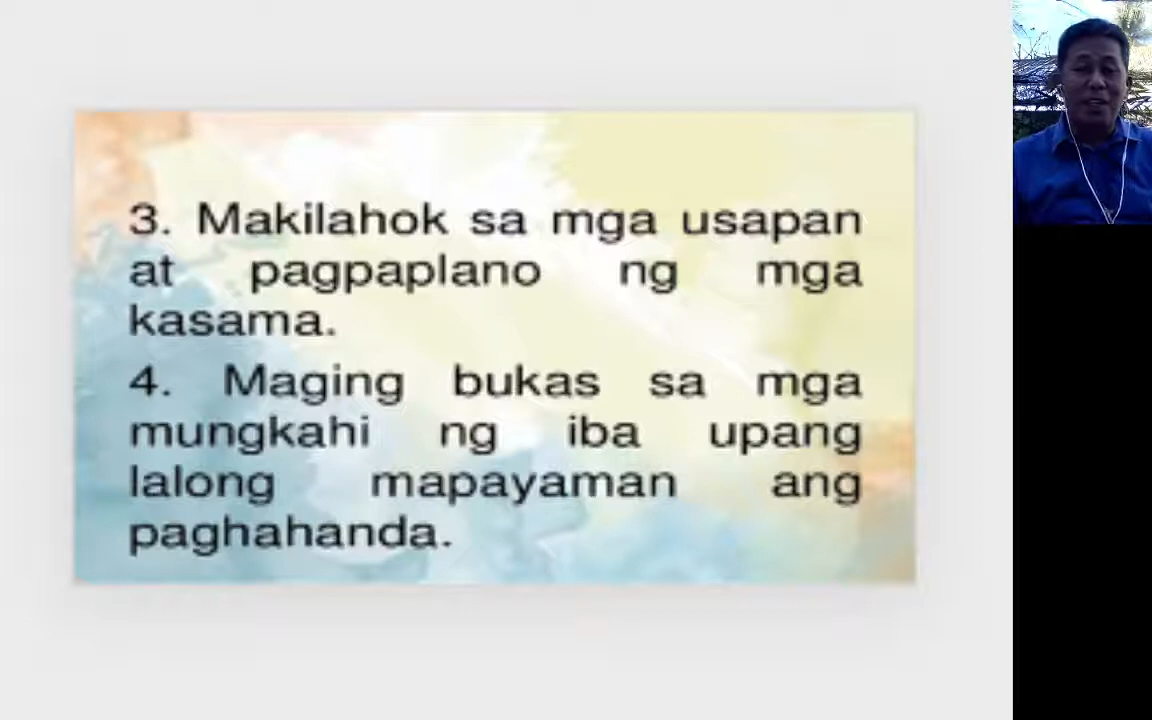 3. Makilahok sa mga usapan
at pagpaplano ng mga
kasama.
4. Maging bukas sa mga
mungkahi ng iba upang
lalong mapayaman ang
paghahanda.